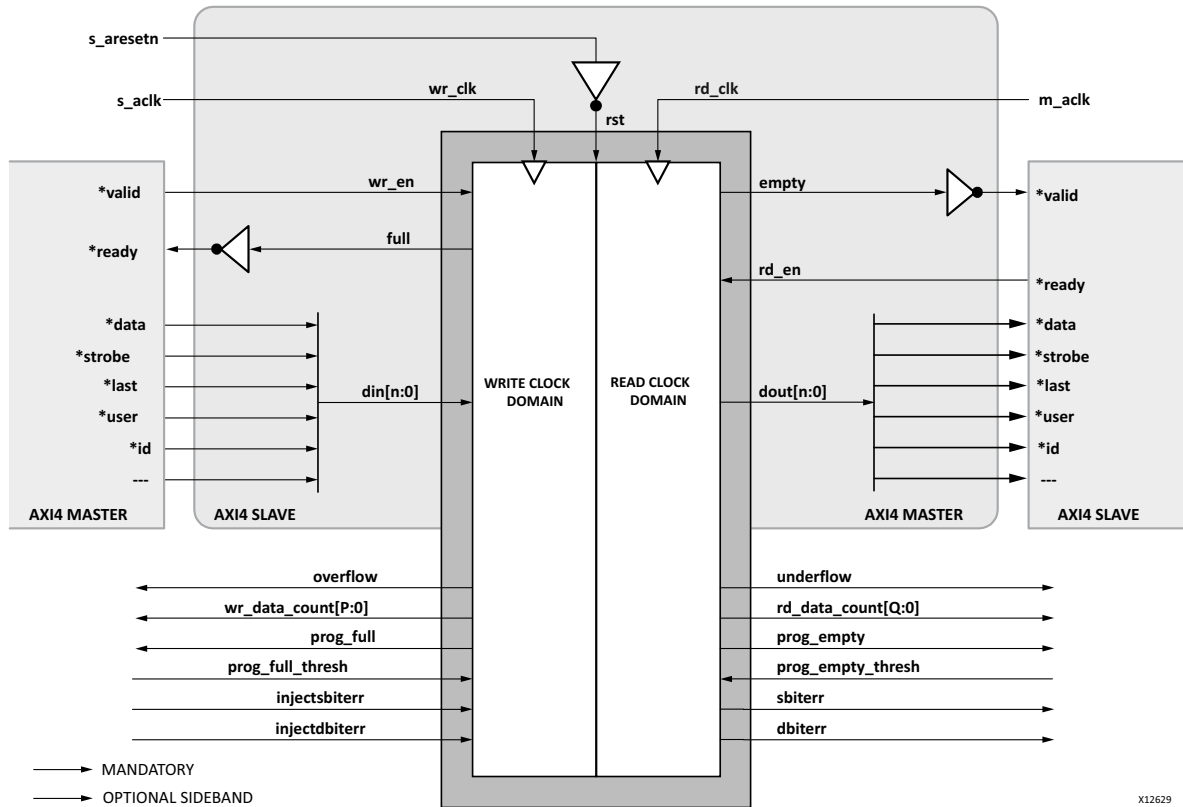 s_aresetn
s_aclk
wr_clk
rst
rd_clk
m_aclk
*valid
wr_en
empty
*valid
*ready
full
rd_en
*ready
*data
*strobe
*last
*user
*id
---
din[n:0]
WRITE CLOCK
DOMAIN
READ CLOCK
DOMAIN
dout[n:0]
*data
*strobe
*last
*user
*id
---
AXI4 MASTER
AXI4 SLAVE
AXI4 MASTER
AXI4 SLAVE
overflow
wr_data_count[P:0]
prog_full
prog_full_thresh
injectsbiterr
injectdbiterr
underflow
rd_data_count[Q:0]
prog_empty
prog_empty_thresh
sbiterr
dbiterr
MANDATORY
OPTIONAL SIDEBAND
X12629